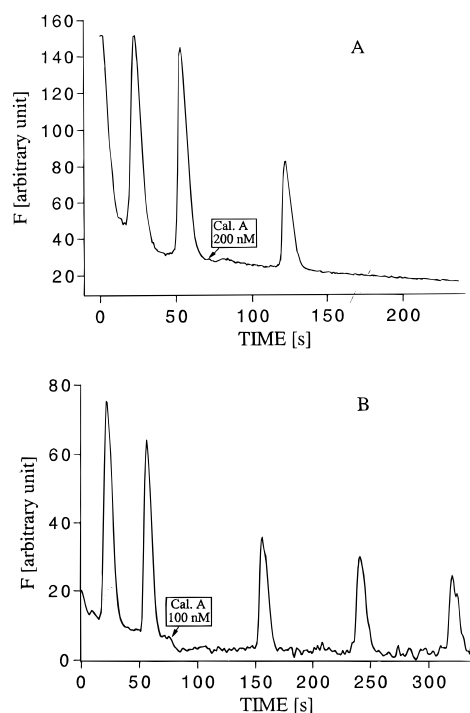 160
A
140
120
100
80
60
40
20
F [arbitrary unit]
Cal. A
200 nM
0 50 100 150 200
TIME [s]
80
B
60
40
20
0
F [arbitrary unit]
Cal. A
100 nM
0 50 100 150 200 250 300
TIME [s]